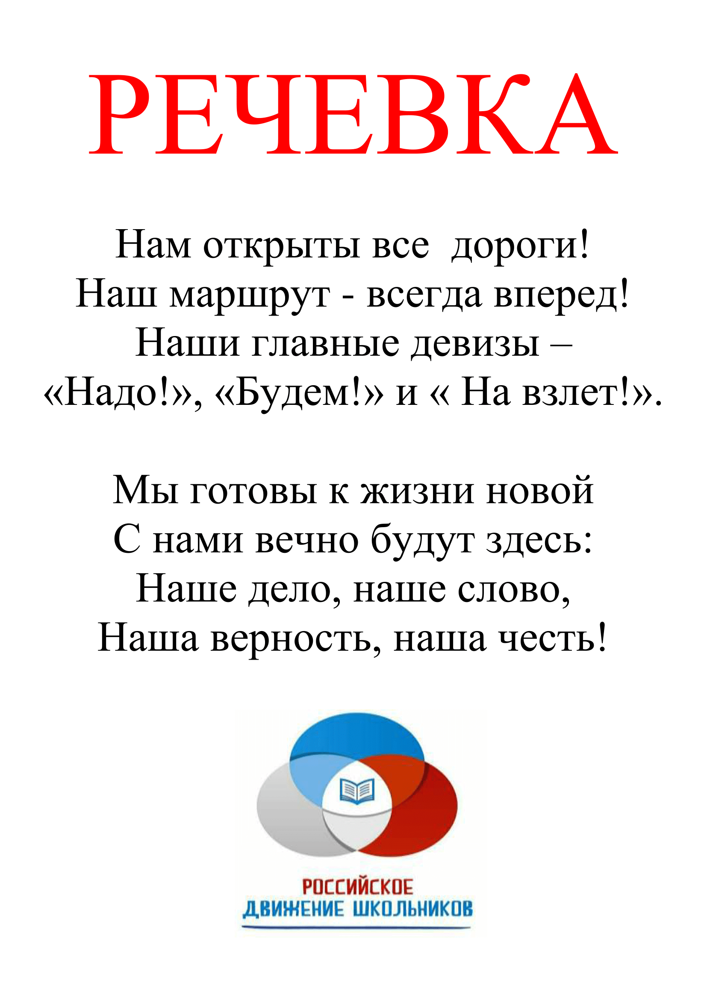 РЕЧЕВКА
Нам открыты все  дороги!
Наш маршрут - всегда вперед!
Наши главные девизы –
«Надо!», «Будем!» и « На взлет!».
Мы готовы к жизни новой
С нами вечно будут здесь:
Наше дело, наше слово,
Наша верность, наша честь!
РОССИЙСКОЕ
ДВИЖЕНИЕ ШКОЛЬНИКОВ